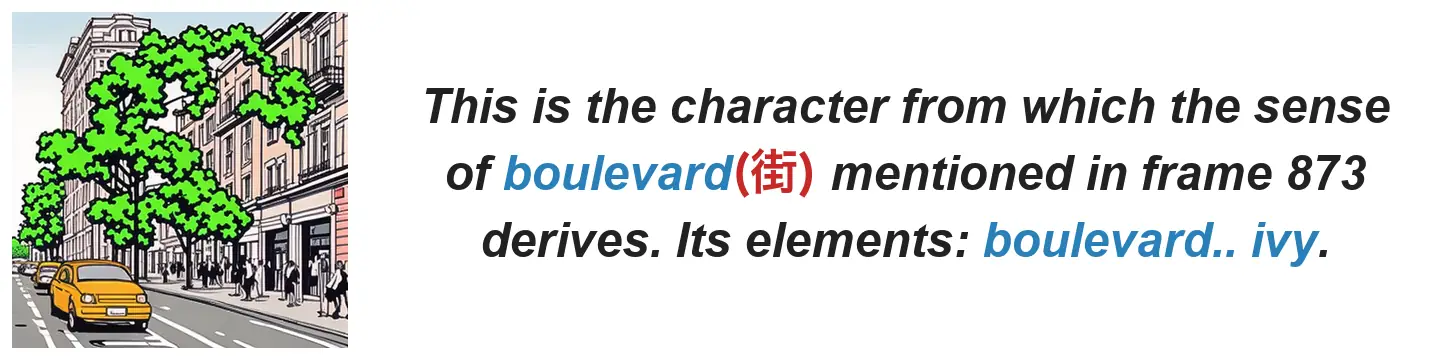 This is the character from which the sense
of boulevard(街) mentioned in frame 873
derives. Its elements: boulevard.. ivy.